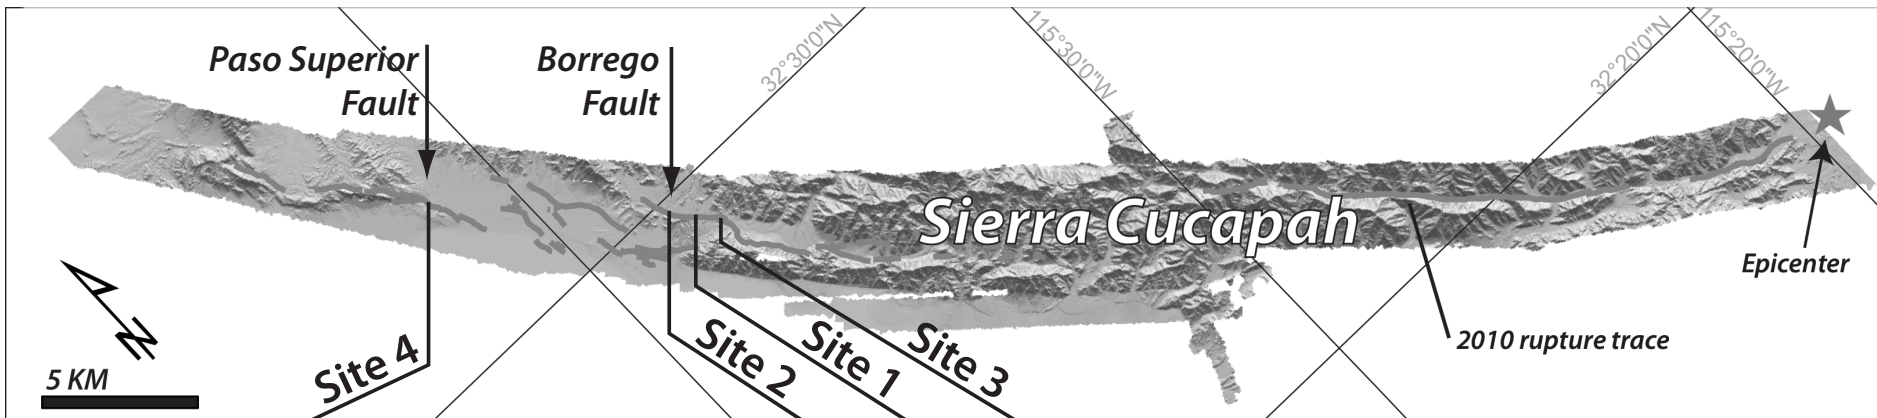 Paso Superior
Fault
Borrego
Fault
32°30'0"N
115°30'0"W
32°20'0"N
115°20'0"W
Sierra Cucapah
Epicenter
2010 rupture trace
Site 4
Site 2
Site 1
Site 3
N
5 KM